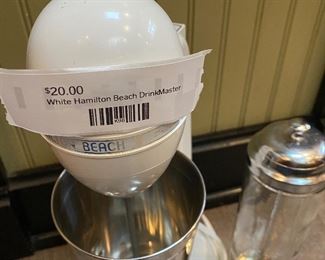 $20.00
White Hamilton Beach DrinkMaster
BEACH